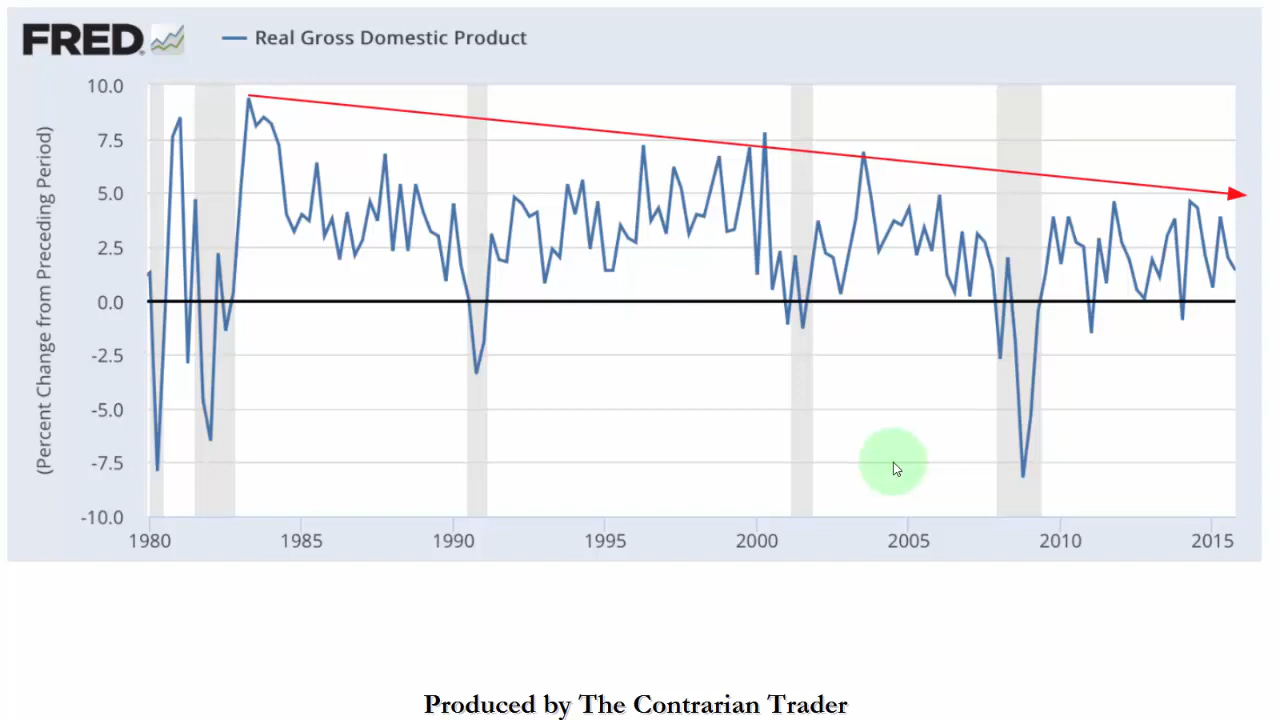 FRED
Real Gross Domestic Product
(Percent Change from Preceding Period)
10.0
7.5
5.0
2.5
0.0
-2.5
-5.0
-7.5
-10.0
1980 1985 1990 1995 2000 2005 2010 2015
Produced by The Contrarian Trader